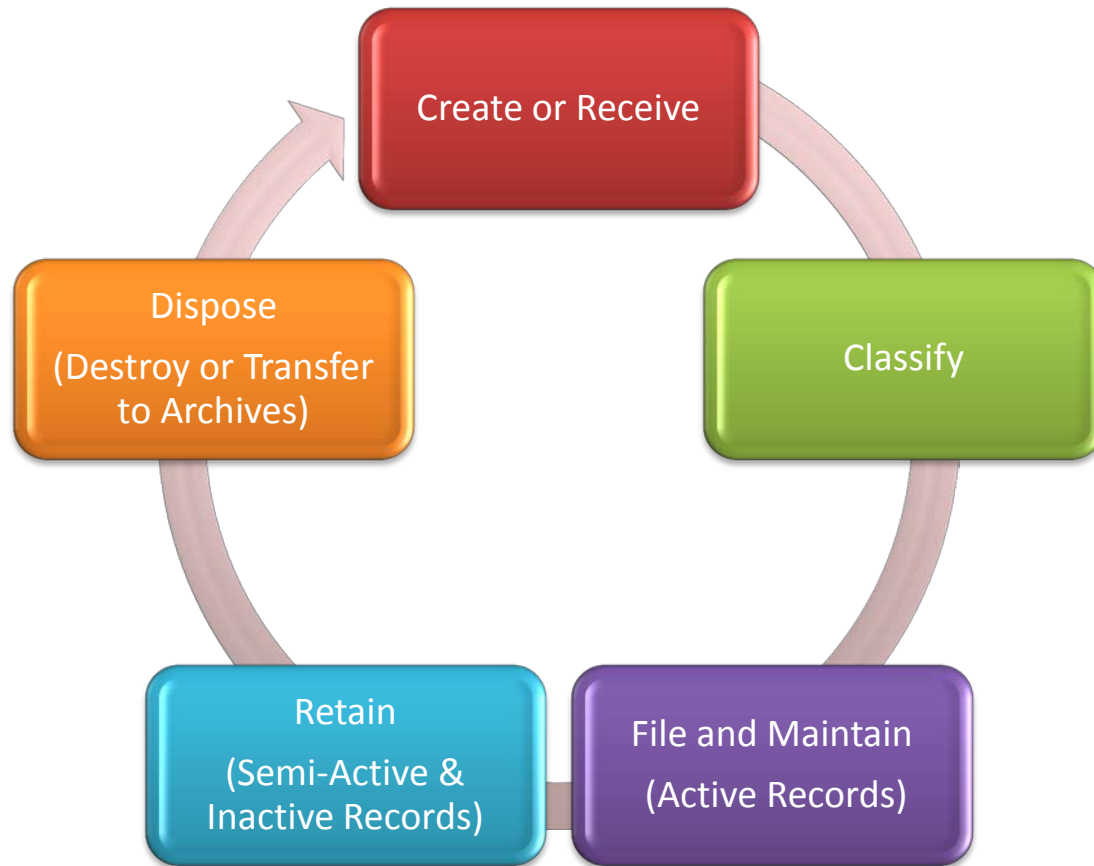 Create or Receive
Classify
File and Maintain
(Active Records)
Retain
(Semi-Active &
Inactive Records)
Dispose
(Destroy or Transfer
to Archives)